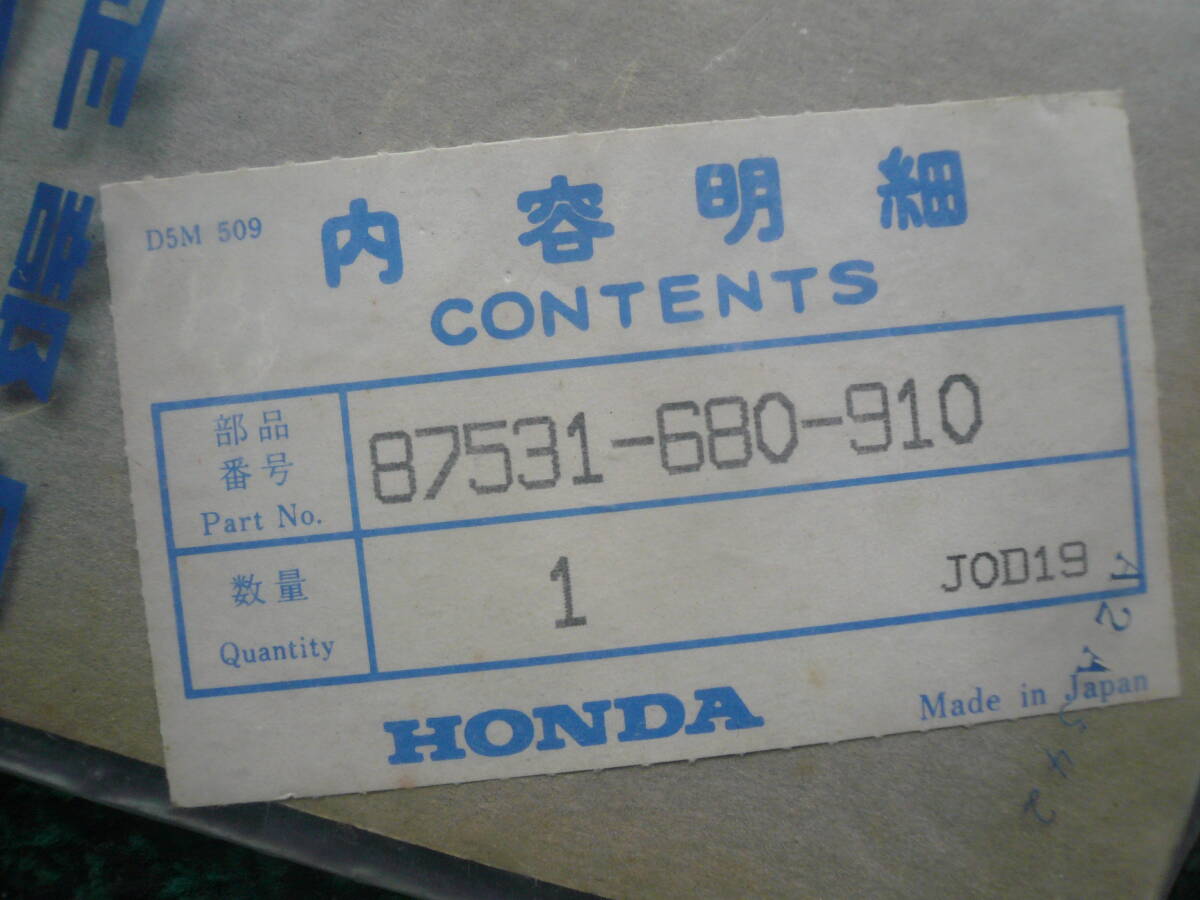 D5M 509
内容明細
CONTENTS
部品
番号
Part No.
87531-680-910
数量
Quantity
1
JOD19
HONDA
Made in Japan